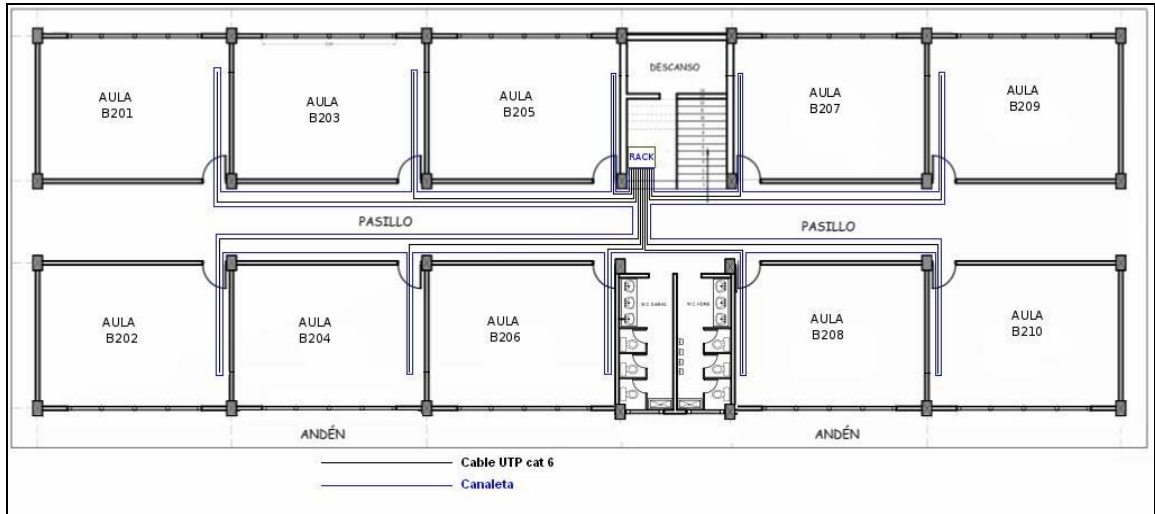 DESCANSO
AULA
B201
AULA
B203
AULA
B205
AULA
B207
AULA
B209
RACK
PASILLO
PASILLO
W.C. DAMAS
AULA
B202
AULA
B204
AULA
B206
AULA
B208
AULA
B210
ANDÉN
ANDÉN
Cable UTP cat 6
Canaleta